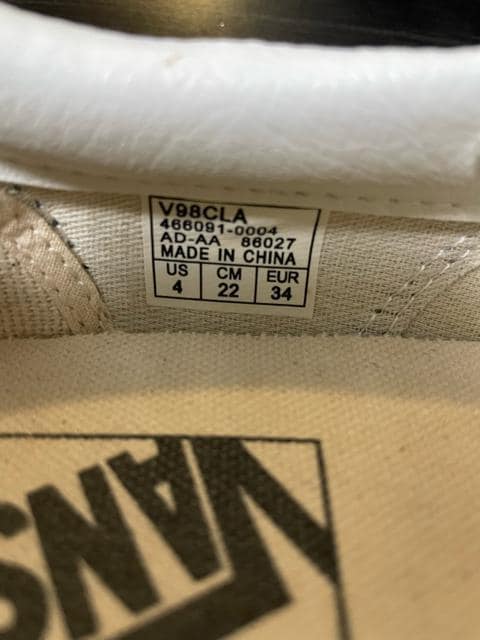 V98CLA
466091-0004
AD-AA 86027
MADE IN CHINA
US CM EUR
4 22 34
VANS